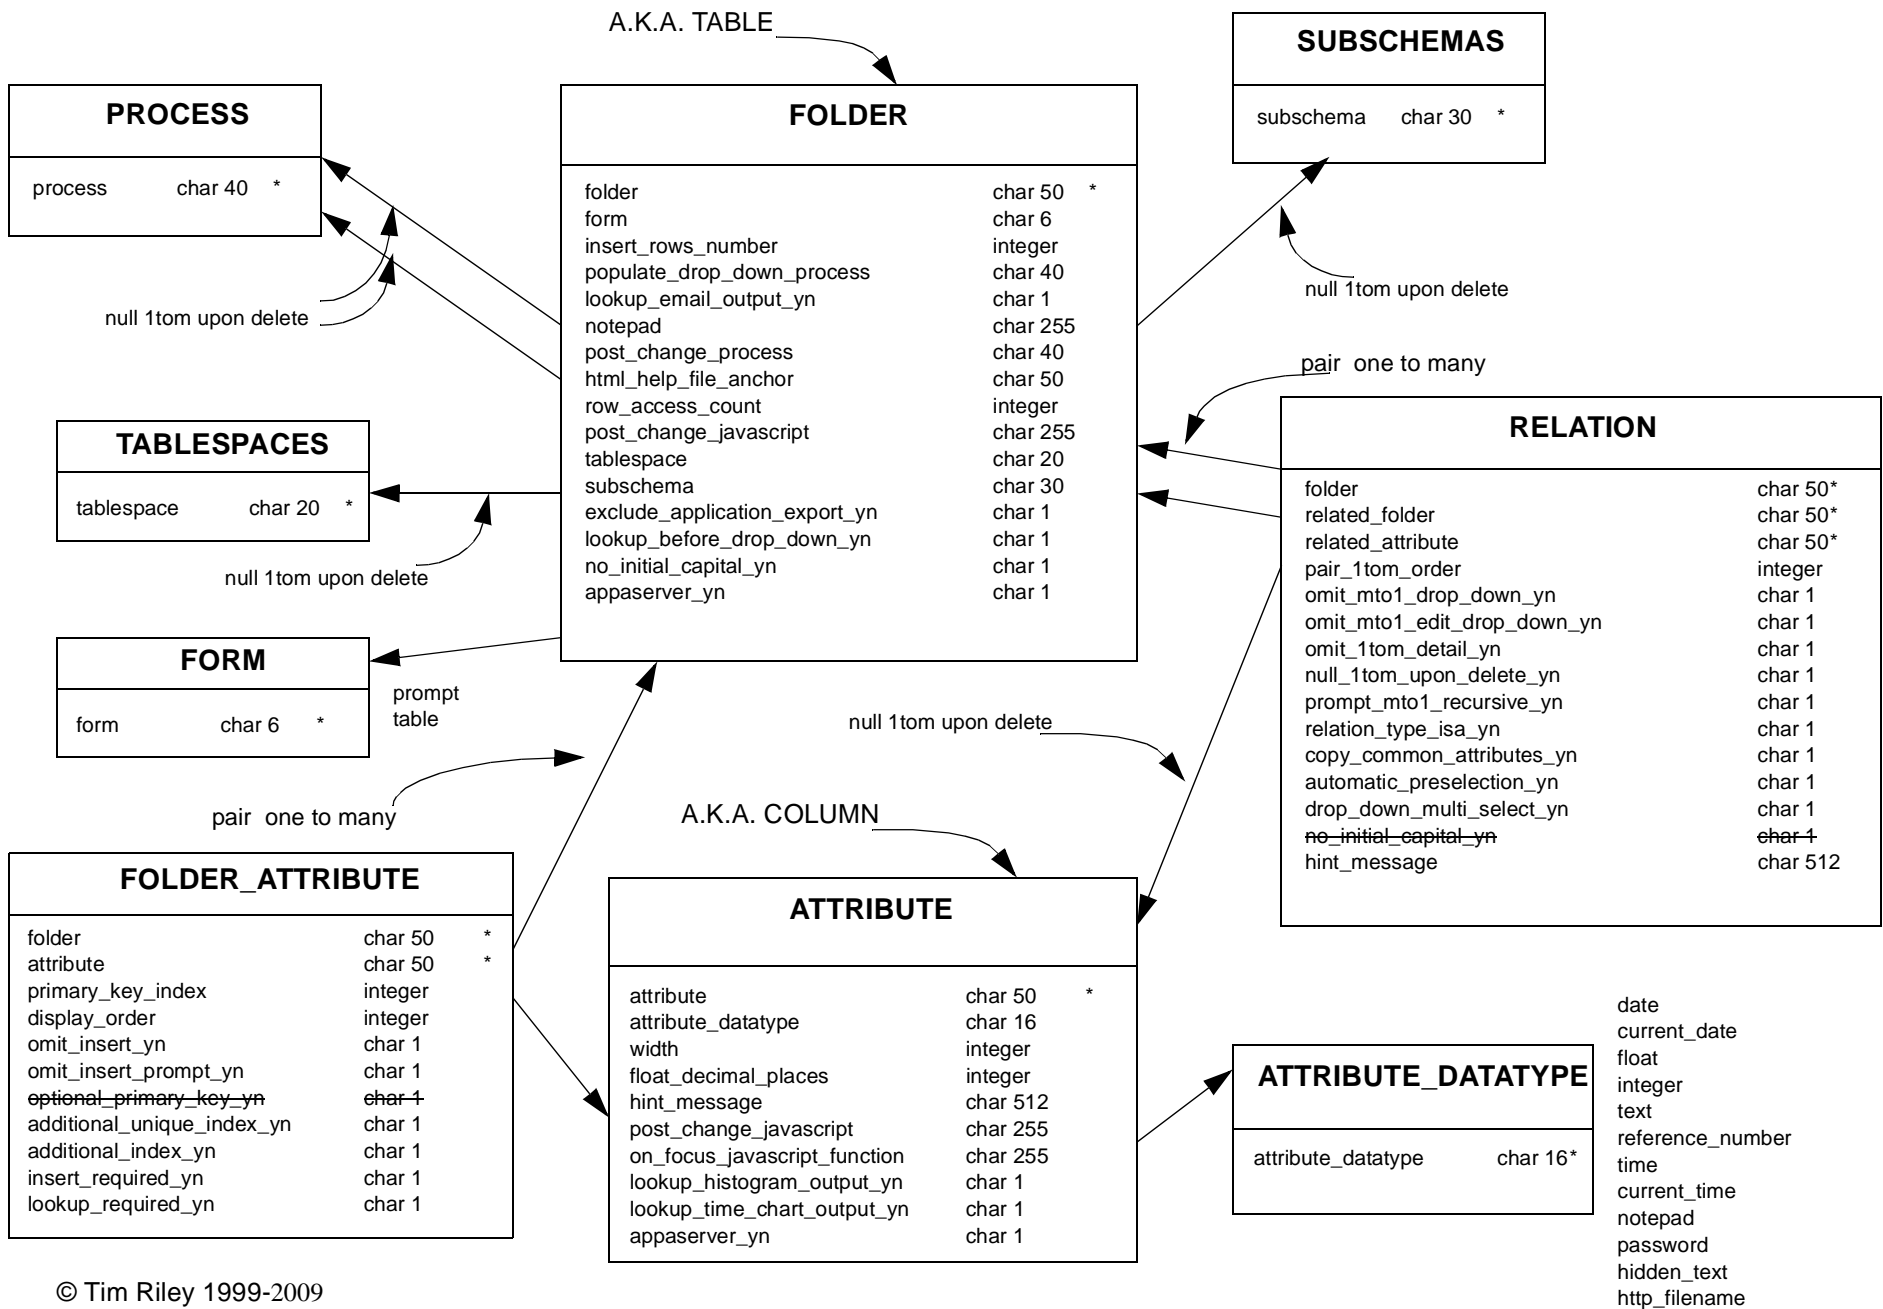 A.K.A. TABLE
SUBSCHEMAS
subschema char 30 *
null 1tom upon delete
PROCESS
process char 40 *
null 1tom upon delete
FOLDER
folder char 50 *
form char 6
insert_rows_number integer
populate_drop_down_process char 40
lookup_email_output_yn char 1
notepad char 255
post_change_process char 40
html_help_file_anchor char 50
row_access_count integer
post_change_javascript char 255
tablespace char 20
subschema char 30
exclude_application_export_yn char 1
lookup_before_drop_down_yn char 1
no_initial_capital_yn char 1
appaserver_yn char 1
pair one to many
RELATION
folder char 50*
related_folder char 50*
related_attribute char 50*
pair_1tom_order integer
omit_mto1_drop_down_yn char 1
omit_mto1_edit_drop_down_yn char 1
omit_1tom_detail_yn char 1
null_1tom_upon_delete_yn char 1
prompt_mto1_recursive_yn char 1
relation_type_isa_yn char 1
copy_common_attributes_yn char 1
automatic_preselection_yn char 1
drop_down_multi_select_yn char 1
no_initial_capital_yn char 1
hint_message char 512
TABLESPACES
tablespace char 20 *
null 1tom upon delete
FORM
form char 6 *
prompt
table
null 1tom upon delete
pair one to many
A.K.A. COLUMN
FOLDER_ATTRIBUTE
folder char 50 *
attribute char 50 *
primary_key_index integer
display_order integer
omit_insert_yn char 1
omit_insert_prompt_yn char 1
optional_primary_key_yn char 1
additional_unique_index_yn char 1
additional_index_yn char 1
insert_required_yn char 1
lookup_required_yn char 1
ATTRIBUTE
attribute char 50 *
attribute_datatype char 16
width integer
float_decimal_places integer
hint_message char 512
post_change_javascript char 255
on_focus_javascript_function char 255
lookup_histogram_output_yn char 1
lookup_time_chart_output_yn char 1
appaserver_yn char 1
ATTRIBUTE_DATATYPE
attribute_datatype char 16*
date
current_date
float
integer
text
reference_number
time
current_time
notepad
password
hidden_text
http_filename
© Tim Riley 1999-2009